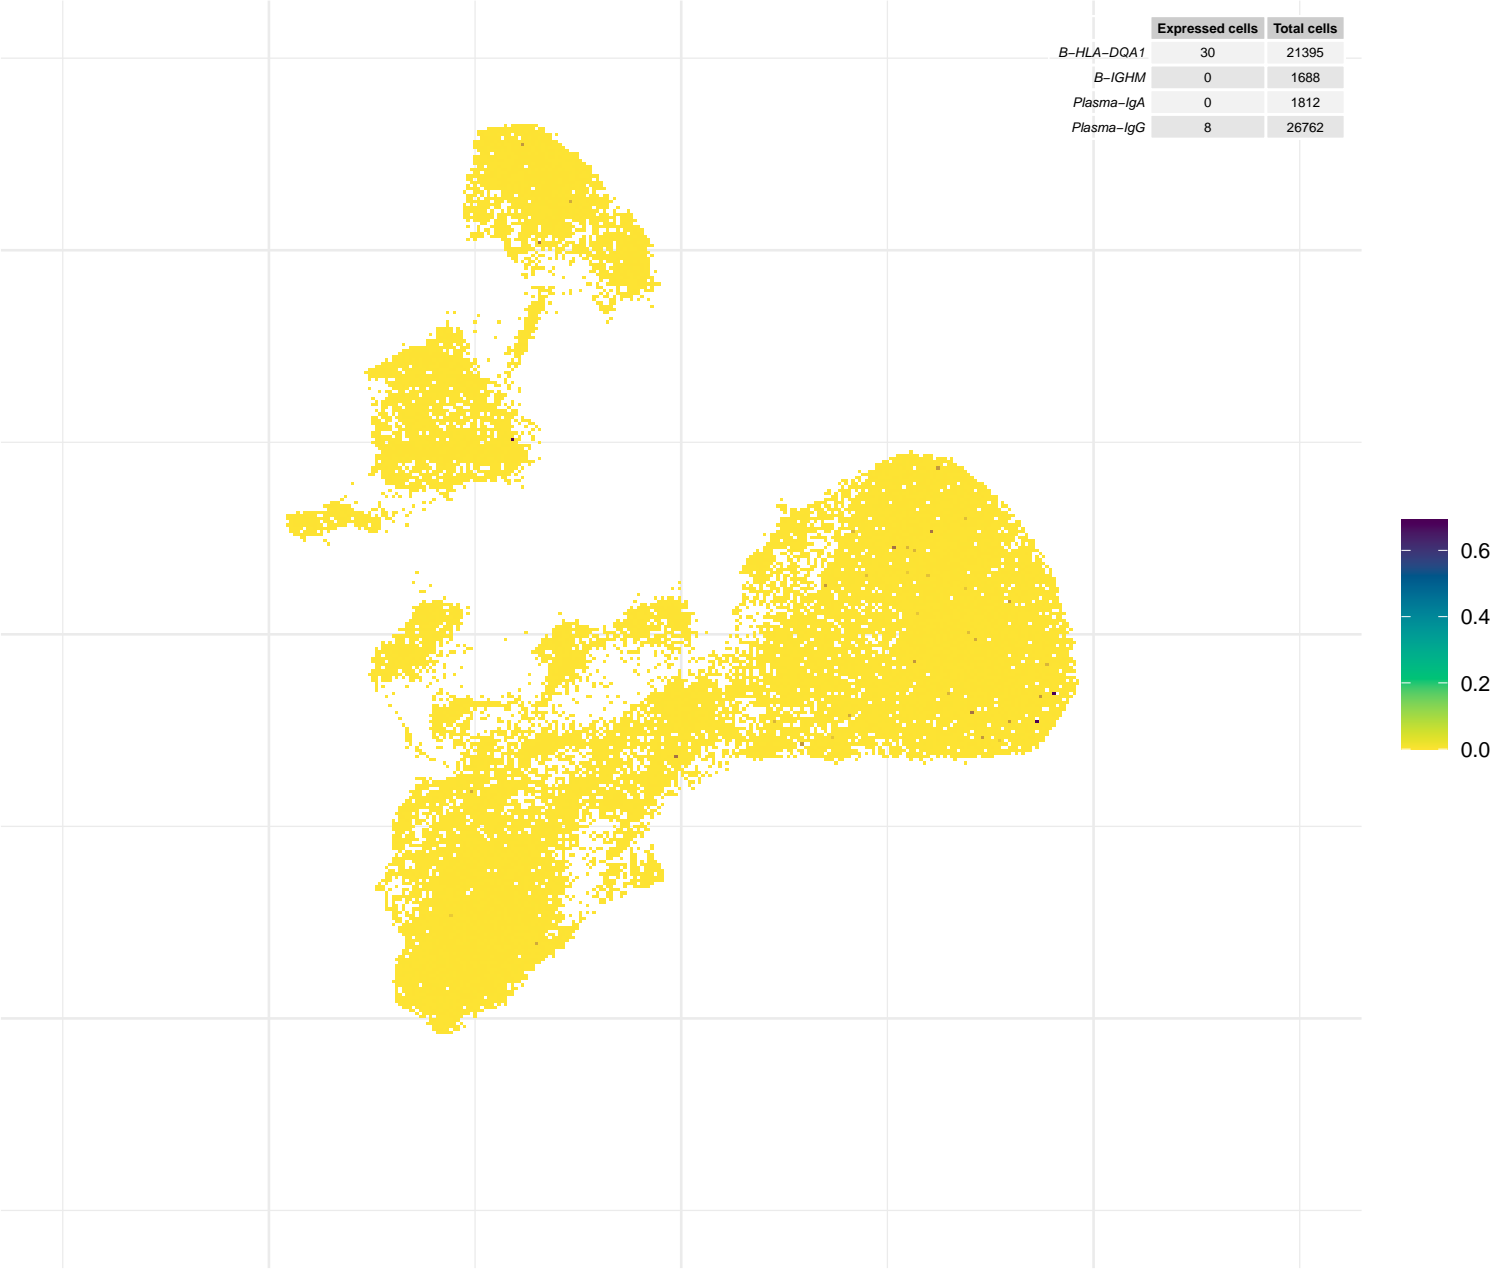 Expressed cells Total cells
B−HLA−DQA1 30 21395
B−IGHM 0 1688
Plasma−IgA 0 1812
Plasma−IgG 8 26762
0.6
0.4
0.2
0.0